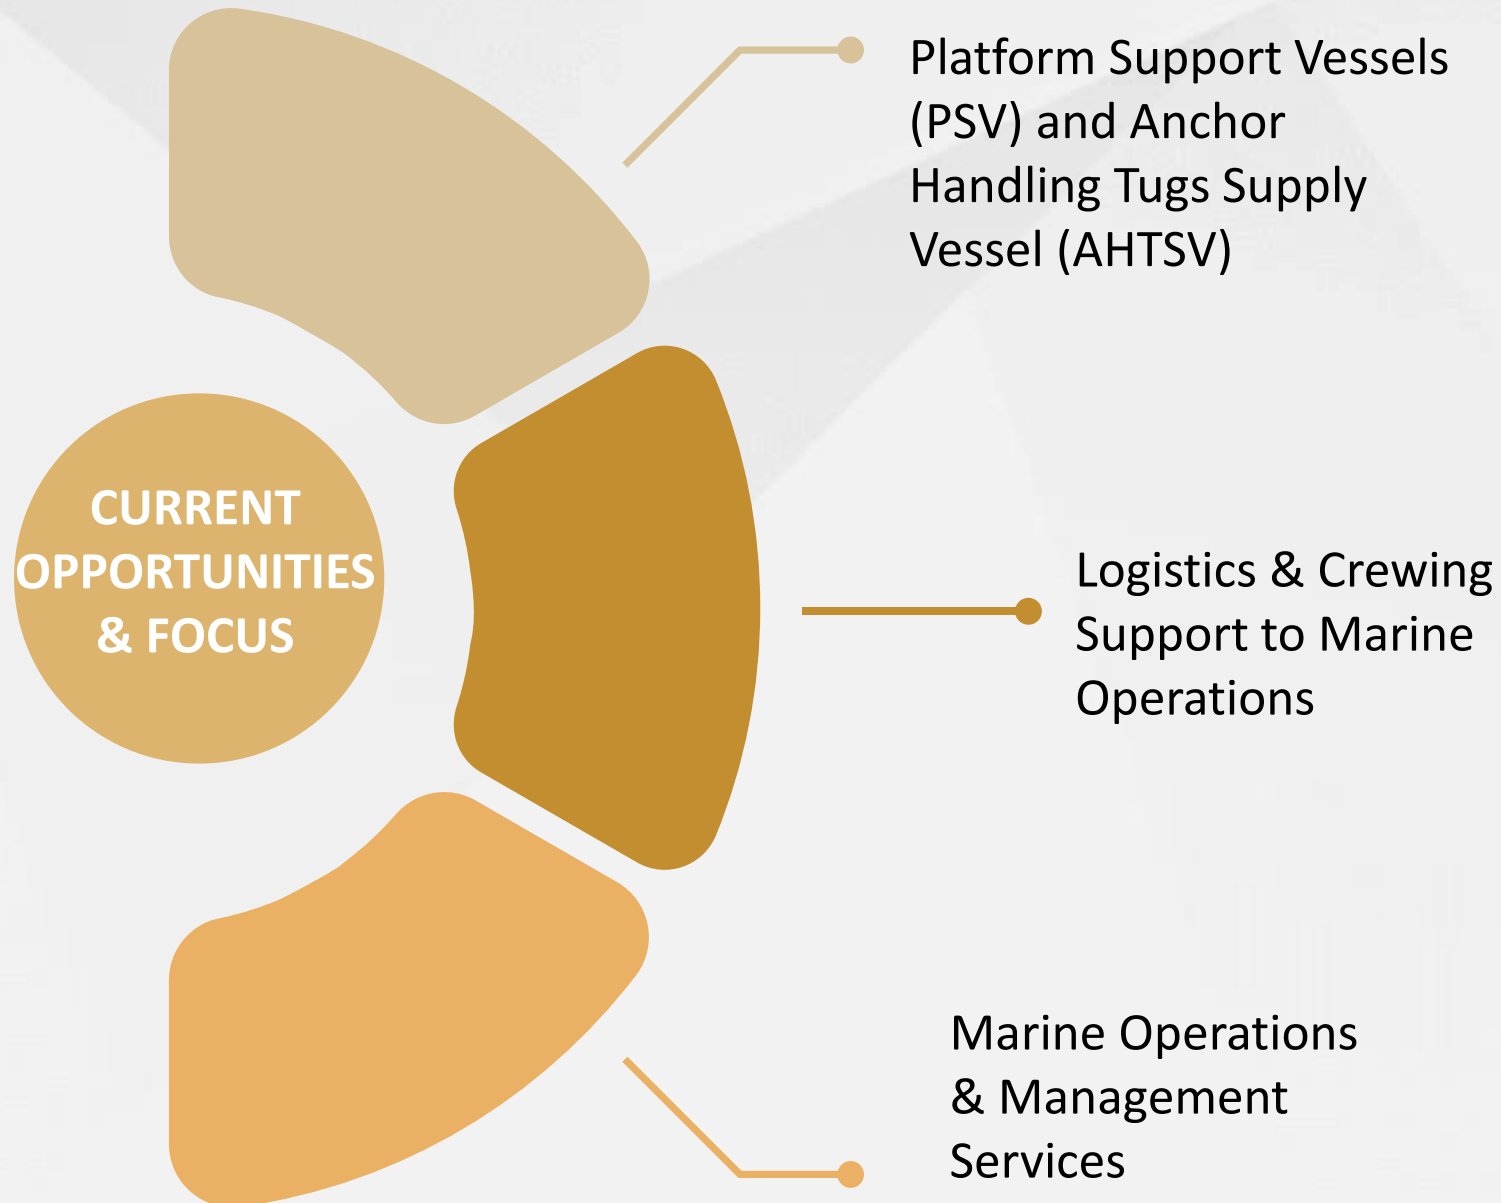 Platform Support Vessels
(PSV) and Anchor
Handling Tugs Supply
Vessel (AHTSV)
CURRENT
OPPORTUNITIES
& FOCUS
Logistics & Crewing
Support to Marine
Operations
Marine Operations
& Management
Services